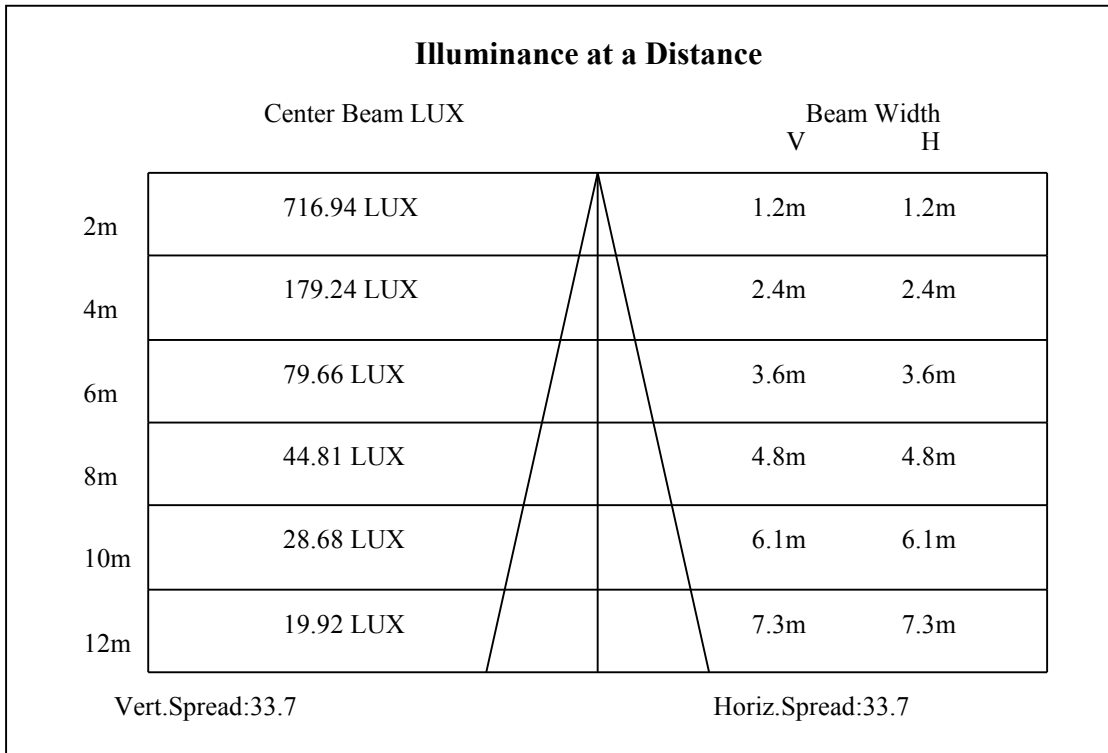 Illuminance at a Distance
Center Beam LUX Beam Width
V H
2m 716.94 LUX 1.2m 1.2m
4m 179.24 LUX 2.4m 2.4m
6m 79.66 LUX 3.6m 3.6m
8m 44.81 LUX 4.8m 4.8m
10m 28.68 LUX 6.1m 6.1m
12m 19.92 LUX 7.3m 7.3m
Vert.Spread:33.7 Horiz.Spread:33.7